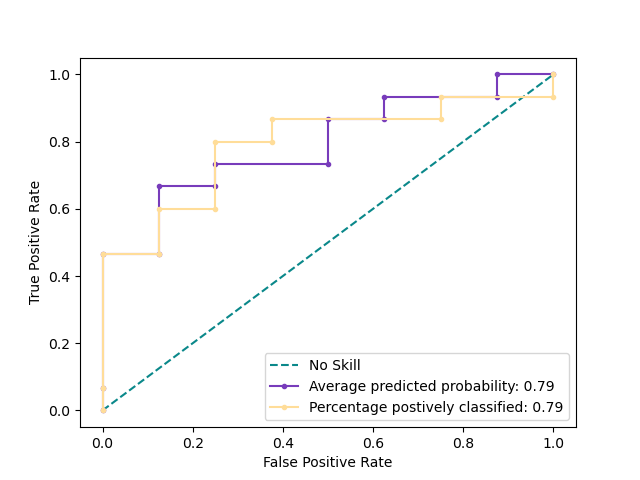 1.0
0.8
0.6
0.4
0.2
0.0
True Positive Rate
No Skill
Average predicted probability: 0.79
Percentage postively classified: 0.79
0.0 0.2 0.4 0.6 0.8 1.0
False Positive Rate